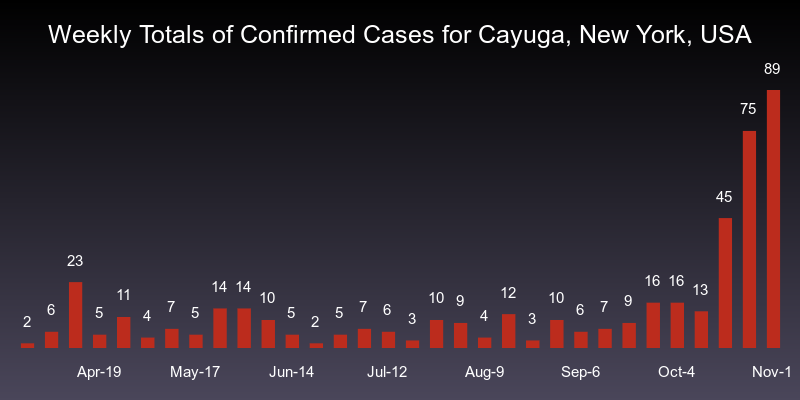 Weekly Totals of Confirmed Cases for Cayuga, New York, USA
2 6 23 5 11 4 7 5 14 14 10 5 2 5 7 6 3 10 9 4 12 3 10 6 7 9 16 16 13 45 75 89
Apr-19 May-17 Jun-14 Jul-12 Aug-9 Sep-6 Oct-4 Nov-1